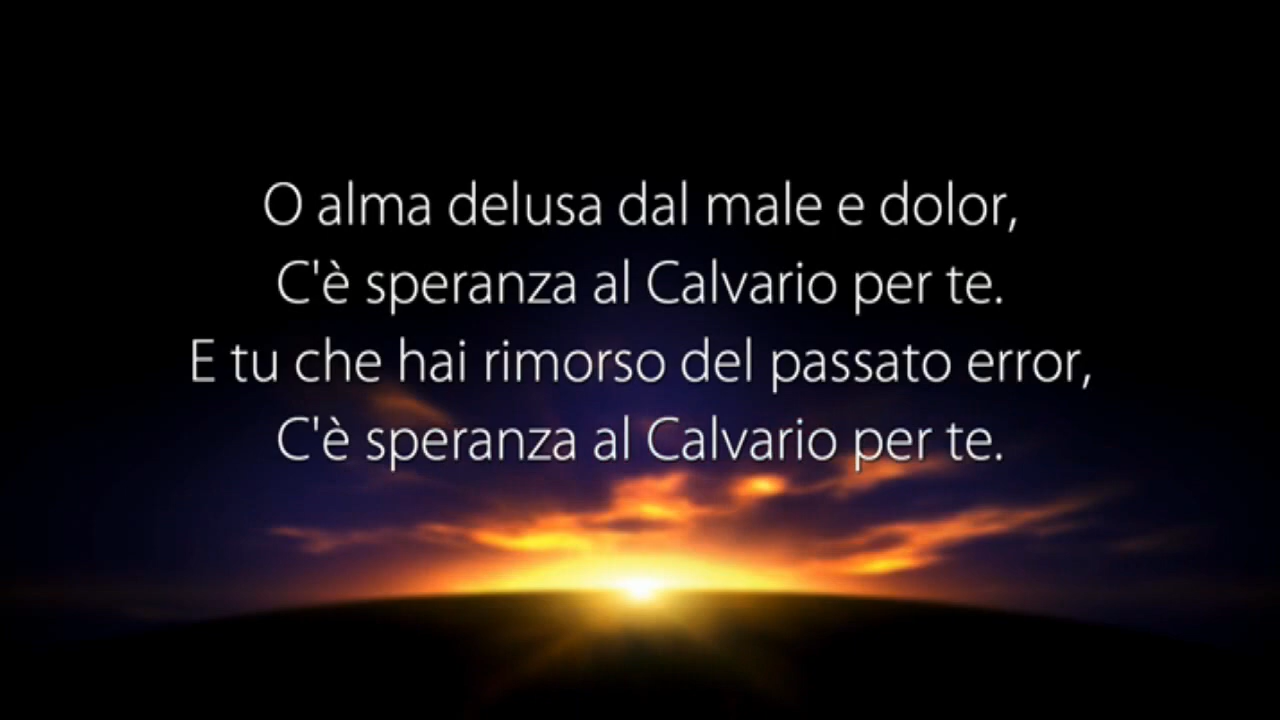 O alma delusa dal male e dolor,
C'è speranza al Calvario per te.
E tu che hai rimorso del passato error,
C'è speranza al Calvario per te.